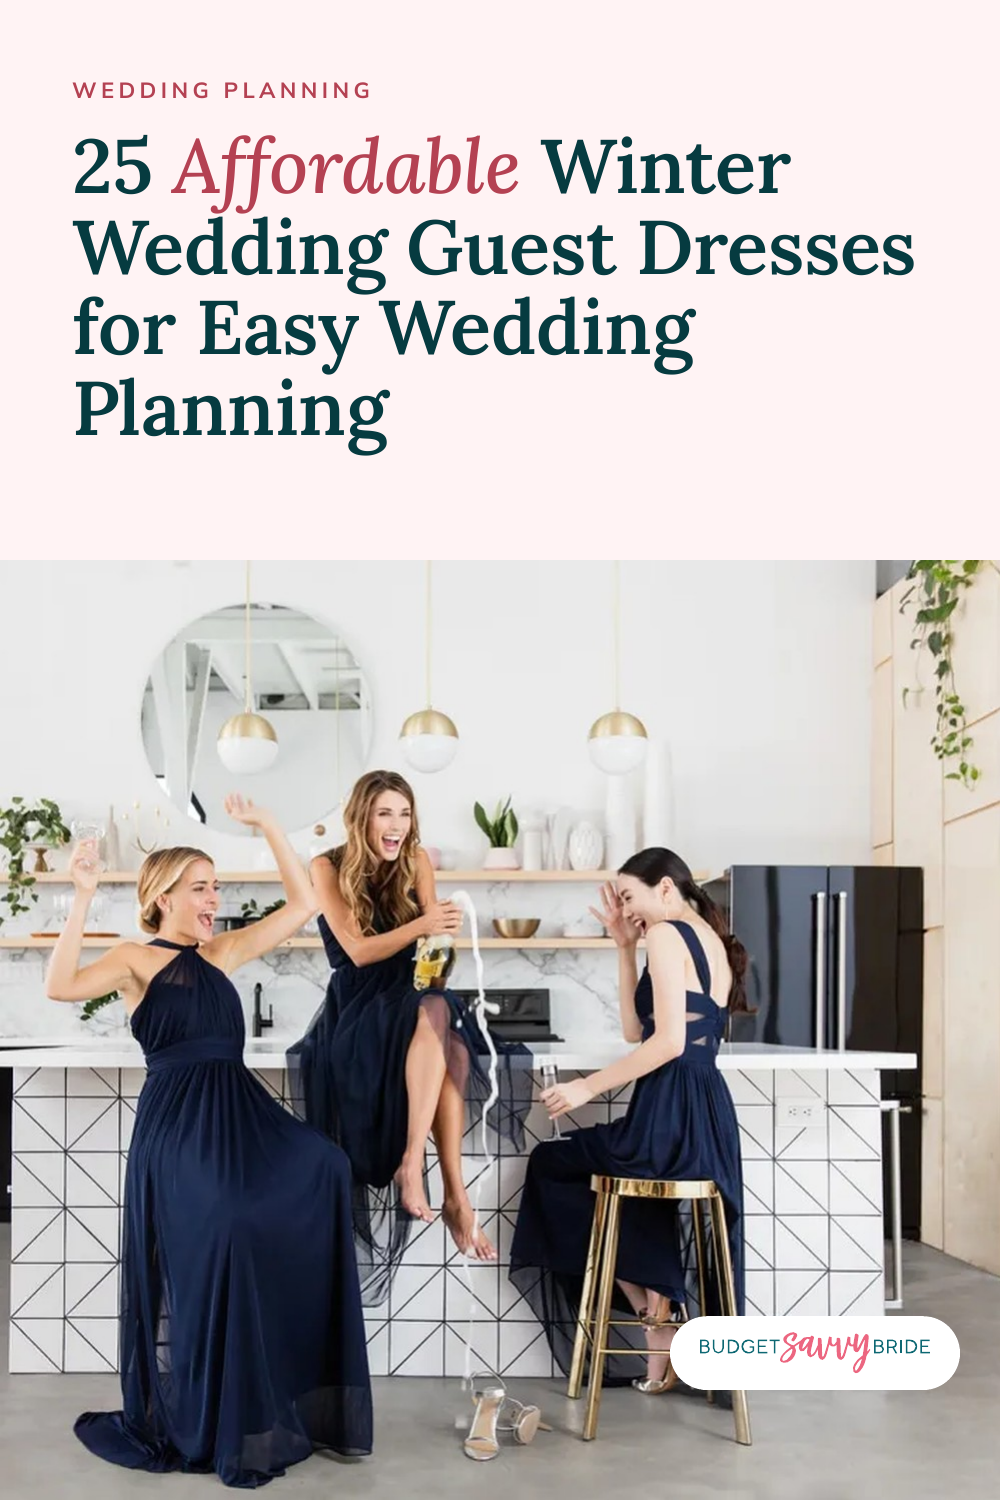 WEDDING PLANNING
25 Affordable Winter
Wedding Guest Dresses
for Easy Wedding
Planning
BUDGET savvy BRIDE